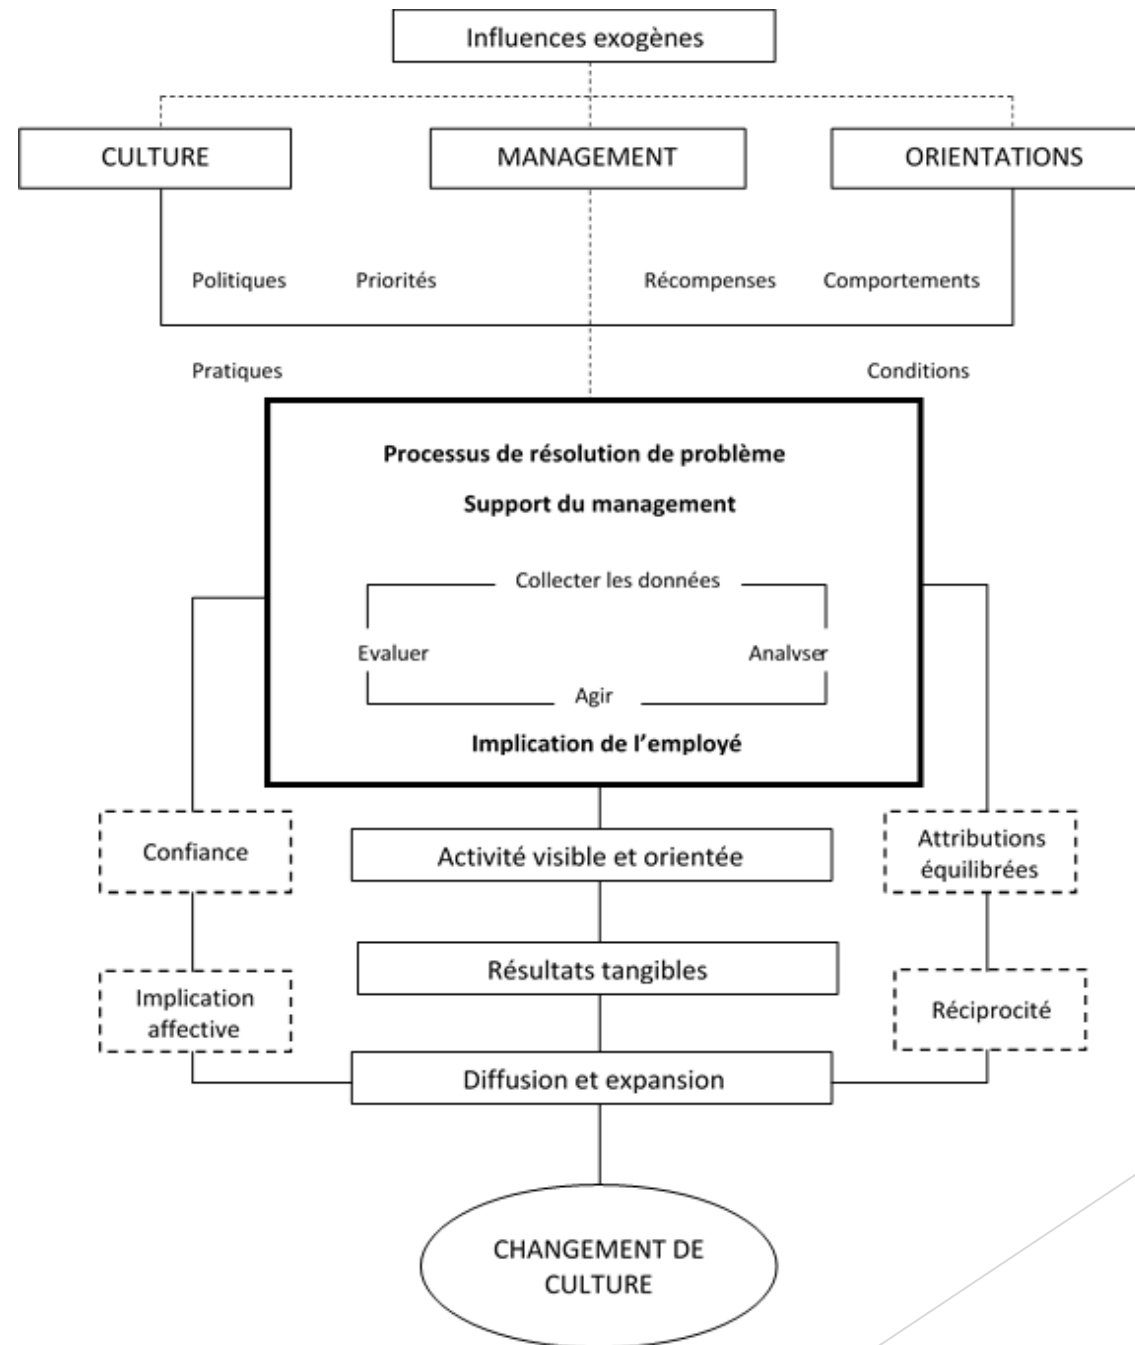 Influences exogènes
CULTURE MANAGEMENT ORIENTATIONS
Politiques Priorités Récompenses Comportements
Pratiques Conditions
Processus de résolution de problème
Support du management
Collecter les données
Evaluer Analyser
Agir
Implication de l’employé
Confiance
Activité visible et orientée
Attributions
équilibrées
Résultats tangibles
Implication
affective
Réciprocité
Diffusion et expansion
CHANGEMENT DE
CULTURE